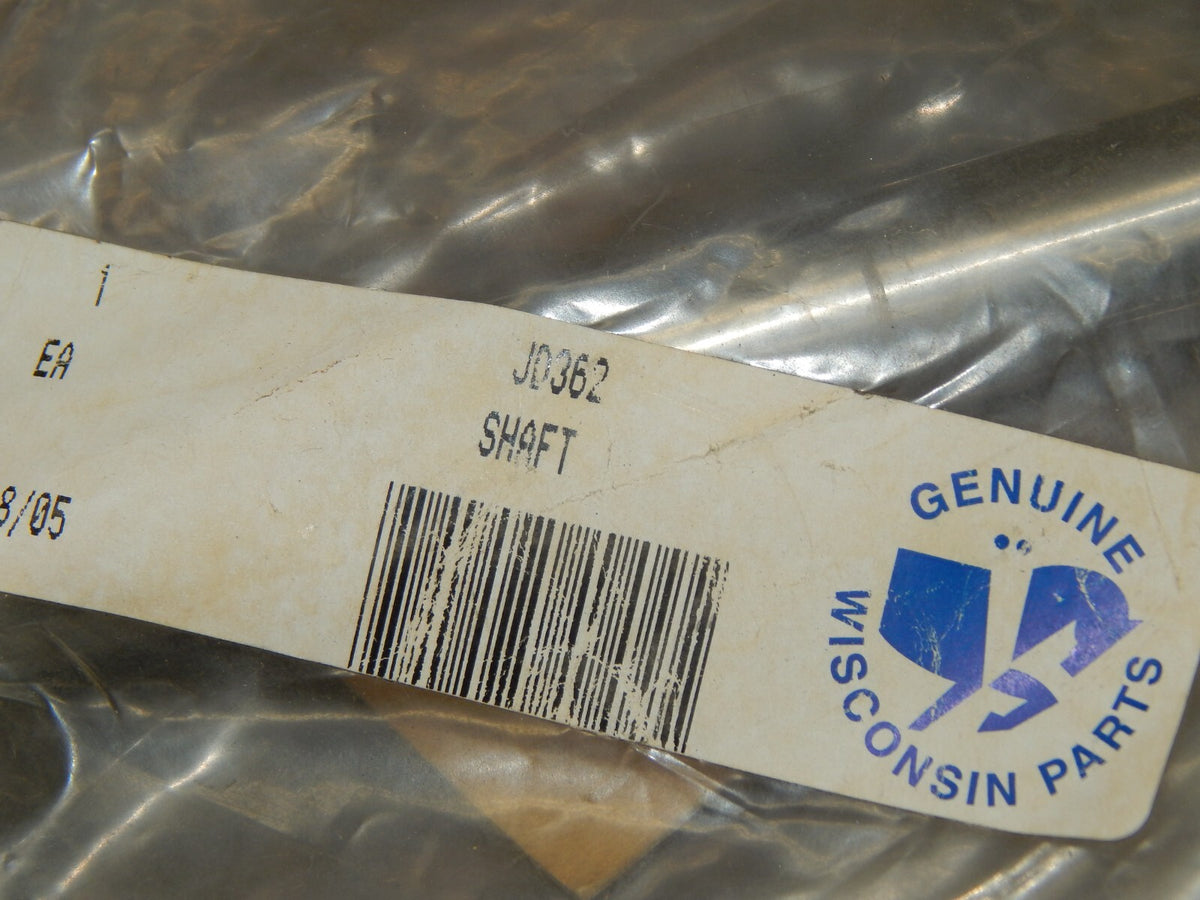 1
EA
8/05
JD362
SHAFT
GENUINE
WISCONSIN PARTS